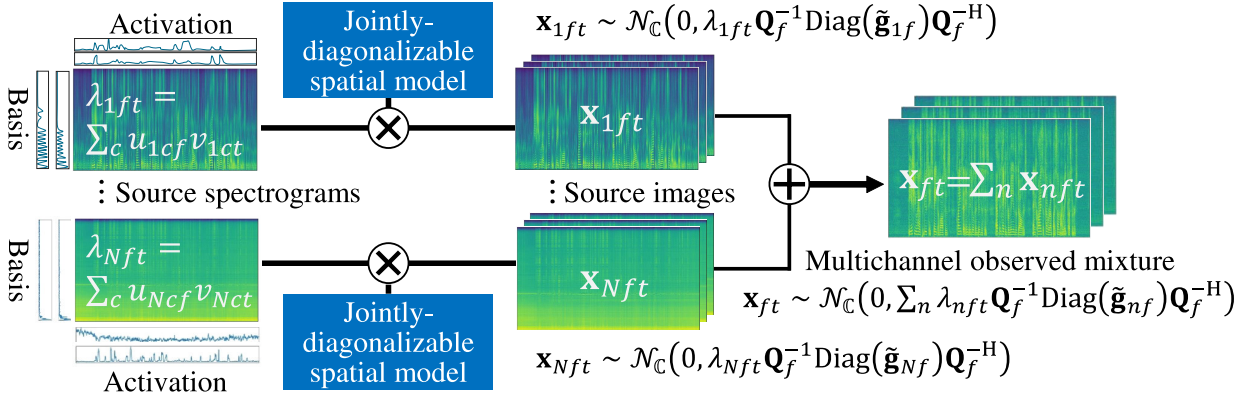 Activation
Basis
λ_{1ft} =
∑_c u_{1cf} v_{1ct}
Jointly-
diagonalizable
spatial model
x_{1ft} ∼ 𝒩_ℂ(0, λ_{1ft} Q_f^{-1} Diag(g̃_{1f}) Q_f^{-H})
x_{1ft}
⋮ Source spectrograms
⋮ Source images
x_{ft}=∑_n x_{nft}
Multichannel observed mixture
x_{ft} ∼ 𝒩_ℂ(0, ∑_n λ_{nft} Q_f^{-1} Diag(g̃_{nf}) Q_f^{-H})
Basis
λ_{Nft} =
∑_c u_{Ncf} v_{Nct}
x_{Nft}
Jointly-
diagonalizable
spatial model
x_{Nft} ∼ 𝒩_ℂ(0, λ_{Nft} Q_f^{-1} Diag(g̃_{Nf}) Q_f^{-H})
Activation